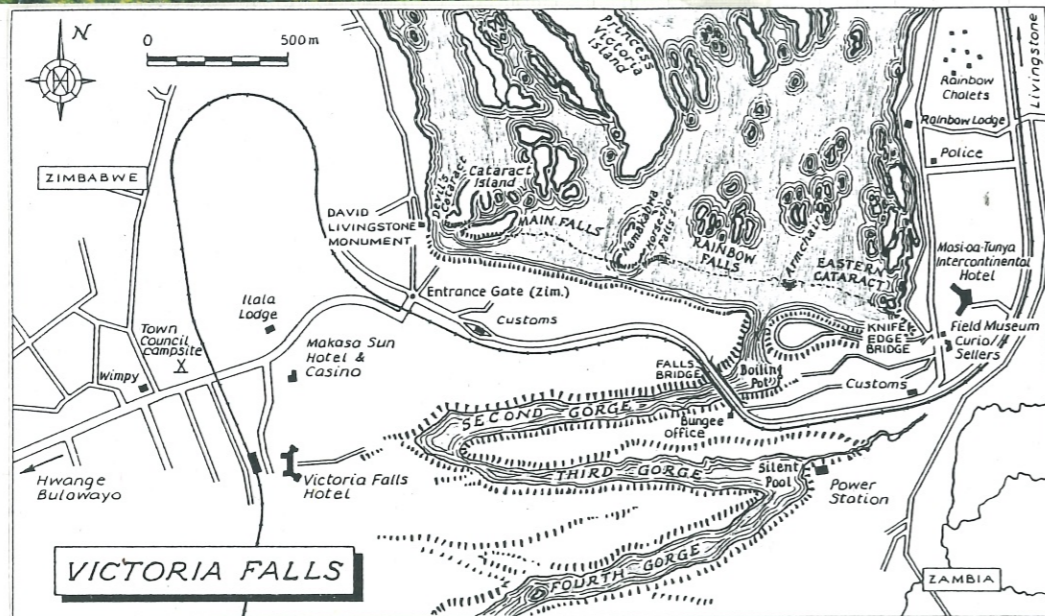 N
0
500 m
ZIMBABWE
Princess
Victoria
Island
Livingstone
Rainbow
Chalets
Rainbow Lodge
Police
Devil's
Cataract
Cataract
Island
MAIN FALLS
DAVID
LIVINGSTONE
MONUMENT
Namakabwa
Horseshoe
Falls
RAINBOW
FALLS
Armchair
EASTERN
CATARACT
Mosi-oa-Tunya
Intercontinental
Hotel
Entrance Gate (Zim.)
Ilala
Lodge
Customs
KNIFE
EDGE
BRIDGE
Field Museum
Curio/
Sellers
Town
Council
campsite
Makasa Sun
Hotel &
Casino
FALLS
BRIDGE
Boiling
Pot
Customs
Wimpy
SECOND GORGE
Bungee
office
Hwange
Bulawayo
Victoria Falls
Hotel
THIRD GORGE
Silent
Pool
Power
Station
FOURTH GORGE
VICTORIA FALLS
ZAMBIA